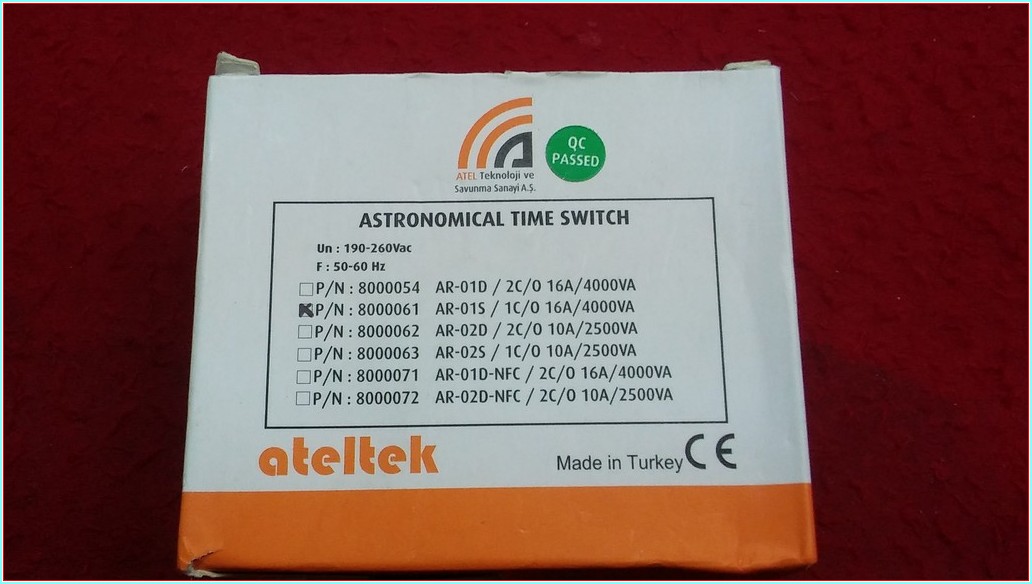 QC
PASSED
ATEL Teknoloji ve
Savunma Sanayi A.Ş.
ASTRONOMICAL TIME SWITCH
Un : 190-260Vac
F : 50-60 Hz
P/N : 8000054 AR-01D / 2C/O 16A/4000VA
P/N : 8000061 AR-01S / 1C/O 16A/4000VA
P/N : 8000062 AR-02D / 2C/O 10A/2500VA
P/N : 8000063 AR-02S / 1C/O 10A/2500VA
P/N : 8000071 AR-01D-NFC / 2C/O 16A/4000VA
P/N : 8000072 AR-02D-NFC / 2C/O 10A/2500VA
ateltek
Made in Turkey CE